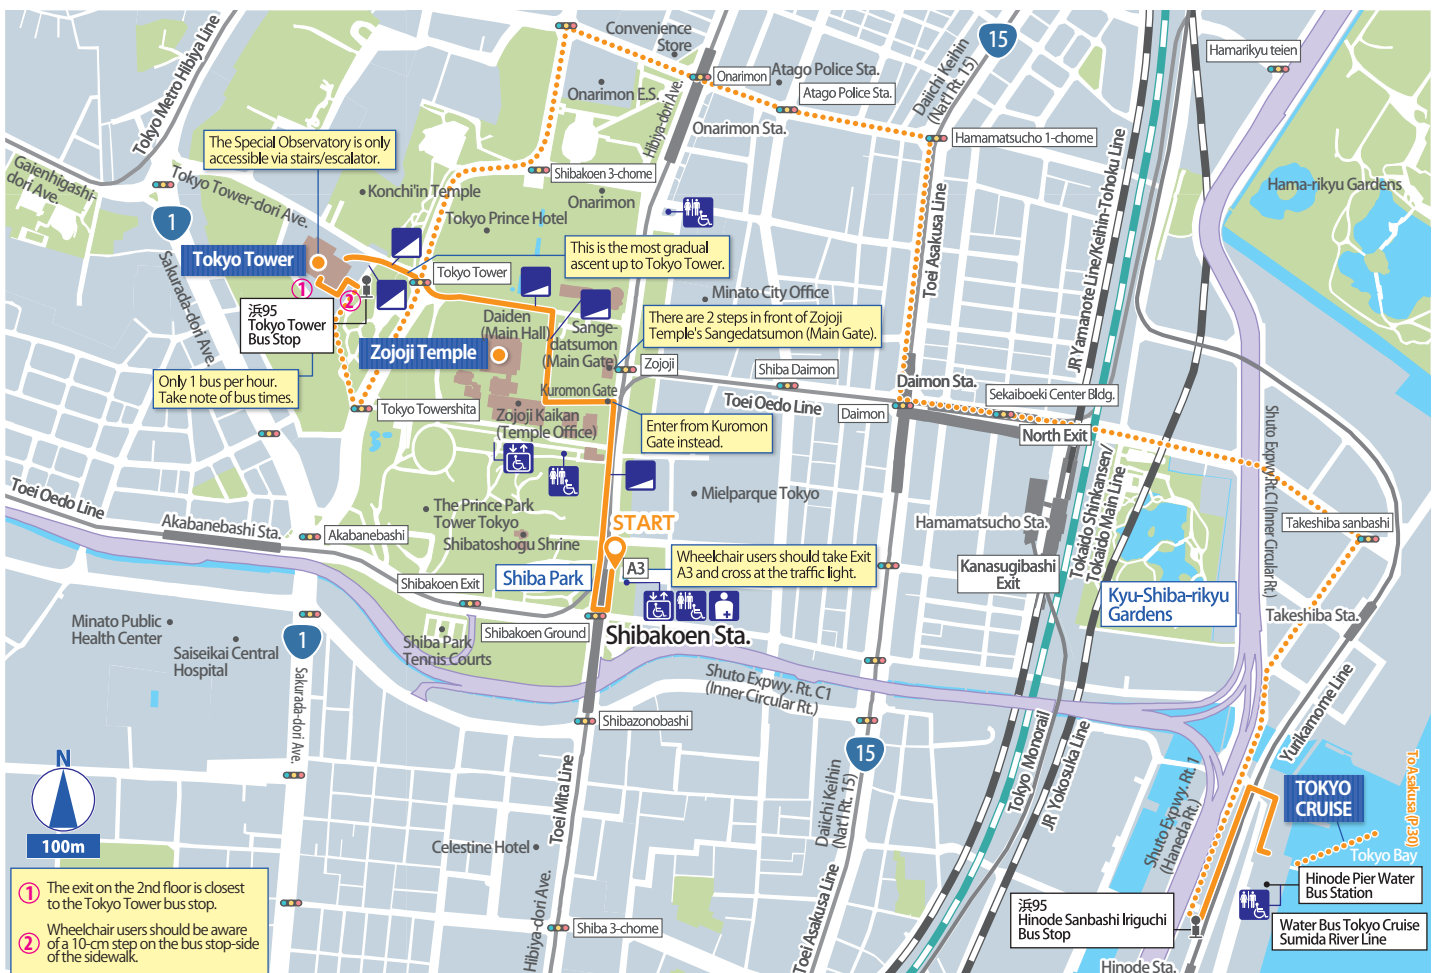 Convenience
Store
15
Hamarikyu teien
Tokyo Metro Hibiya Line
Onarimon
Atago Police Sta.
Atago Police Sta.
Daiichi Keihin
(Nat'l Rt. 15)
Onarimon E.S.
Hibiya-dori Ave.
Onarimon Sta.
Hamamatsucho 1-chome
The Special Observatory is only
accessible via stairs/escalator.
Gaienhigashi-
dori Ave.
Tokyo Tower-dori Ave.
Konchi'in Temple
Shibakoen 3-chome
Onarimon
Hama-rikyu Gardens
1
Tokyo Prince Hotel
Toei Asakusa Line
JR Yamanote Line/Keihin-Tohoku Line
Tokyo Tower
This is the most gradual
ascent up to Tokyo Tower.
Tokyo Tower
Sakurada-dori Ave.
1
2
浜95
Tokyo Tower
Bus Stop
Minato City Office
Daiden
(Main Hall)
Sange-
datsumon
(Main Gate)
There are 2 steps in front of Zojoji
Temple's Sangedatsumon (Main Gate).
Zojoji Temple
Zojoji
Shiba Daimon
Only 1 bus per hour.
Take note of bus times.
Kuromon Gate
Toei Oedo Line
Daimon Sta.
Sekaiboeki Center Bldg.
Tokyo Towershita
Zojoji Kaikan
(Temple Office)
Enter from Kuromon
Gate instead.
Daimon
North Exit
Shuto Expwy. Rt. C1 (Inner Circular Rt.)
Toei Oedo Line
Mielparque Tokyo
Tokaido Shinkansen/
Tokaido Main Line
The Prince Park
Tower Tokyo
Akabanebashi Sta.
Akabanebashi
Shibatoshogu Shrine
START
Hamamatsucho Sta.
Takeshiba sanbashi
Shibakoen Exit
Shiba Park
A3
Wheelchair users should take Exit
A3 and cross at the traffic light.
Kanasugibashi
Exit
Kyu-Shiba-rikyu
Gardens
Takeshiba Sta.
Minato Public
Health Center
1
Saiseikai Central
Hospital
Shiba Park
Tennis Courts
Shibakoen Ground
Shibakoen Sta.
Shuto Expwy. Rt. C1
(Inner Circular Rt.)
Sakurada-dori Ave.
Shibazonobashi
Tokyo Monorail
Yurikamome Line
15
JR Yokosuka Line
Toei Mita Line
Daiichi Keihin
(Nat'l Rt. 15)
Shuto Expwy. Rt. 1
(Haneda Rt.)
TOKYO
CRUISE
To Asakusa (P.30)
Tokyo Bay
N
100m
Celestine Hotel
Hibiya-dori Ave.
Toei Asakusa Line
Hinode Pier Water
Bus Station
浜95
Hinode Sanbashi Iriguchi
Bus Stop
Water Bus Tokyo Cruise
Sumida River Line
Shiba 3-chome
Hinode Sta.
1 The exit on the 2nd floor is closest
to the Tokyo Tower bus stop.
2 Wheelchair users should be aware
of a 10-cm step on the bus stop-side
of the sidewalk.